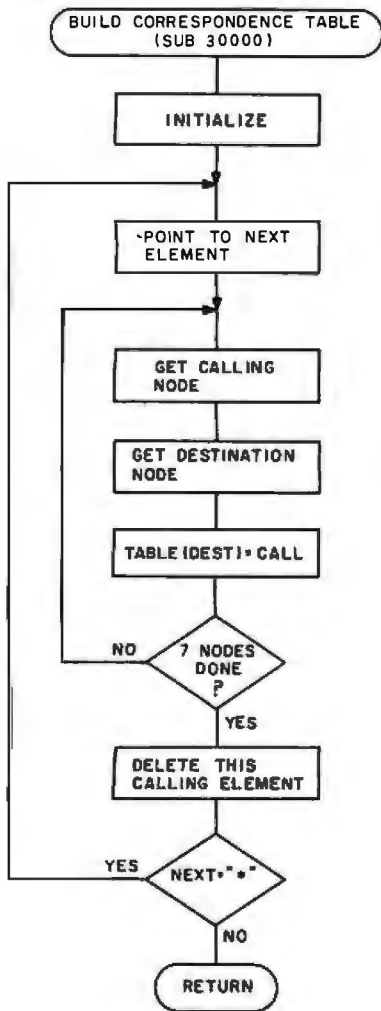 BUILD CORRESPONDENCE TABLE
(SUB 30000)
INITIALIZE
POINT TO NEXT
ELEMENT
GET CALLING
NODE
GET DESTINATION
NODE
TABLE(DEST)=CALL
NO
7 NODES
DONE
?
YES
DELETE THIS
CALLING ELEMENT
YES
NEXT="*"
NO
RETURN